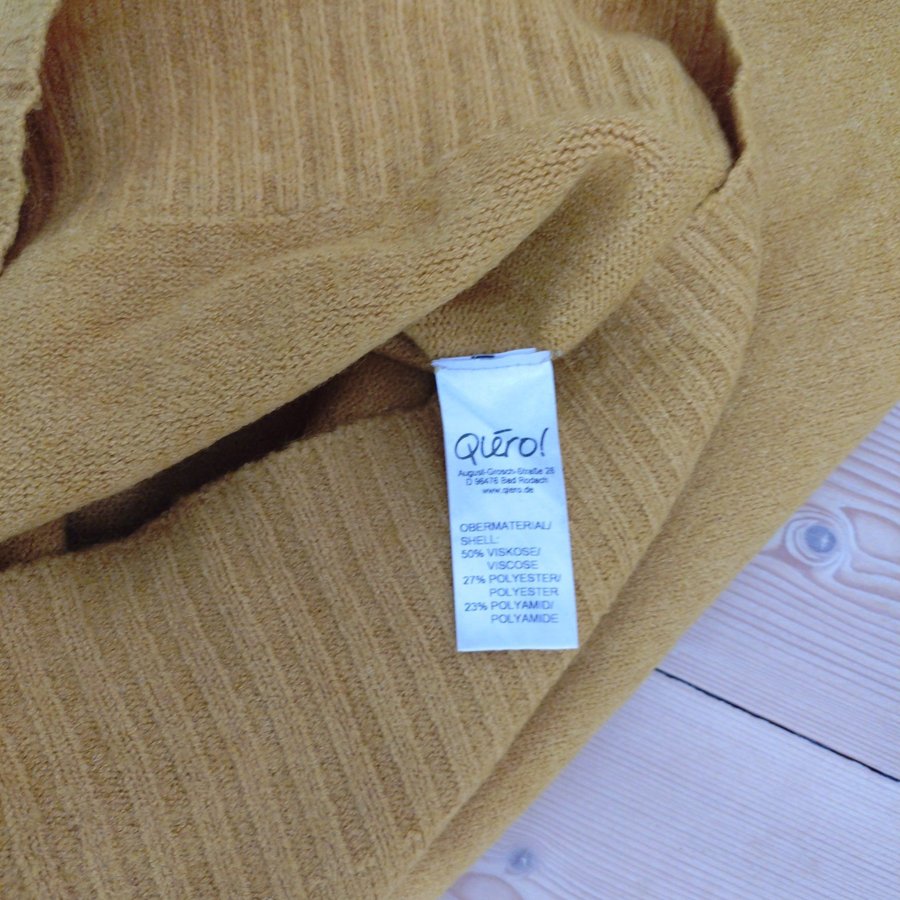 Qiéro!
August-Grosch-Straße 28
D 96476 Bad Rodach
www.qiero.de
OBERMATERIAL/
SHELL:
50% VISKOSE/
VISCOSE
27% POLYESTER/
POLYESTER
23% POLYAMID/
POLYAMIDE